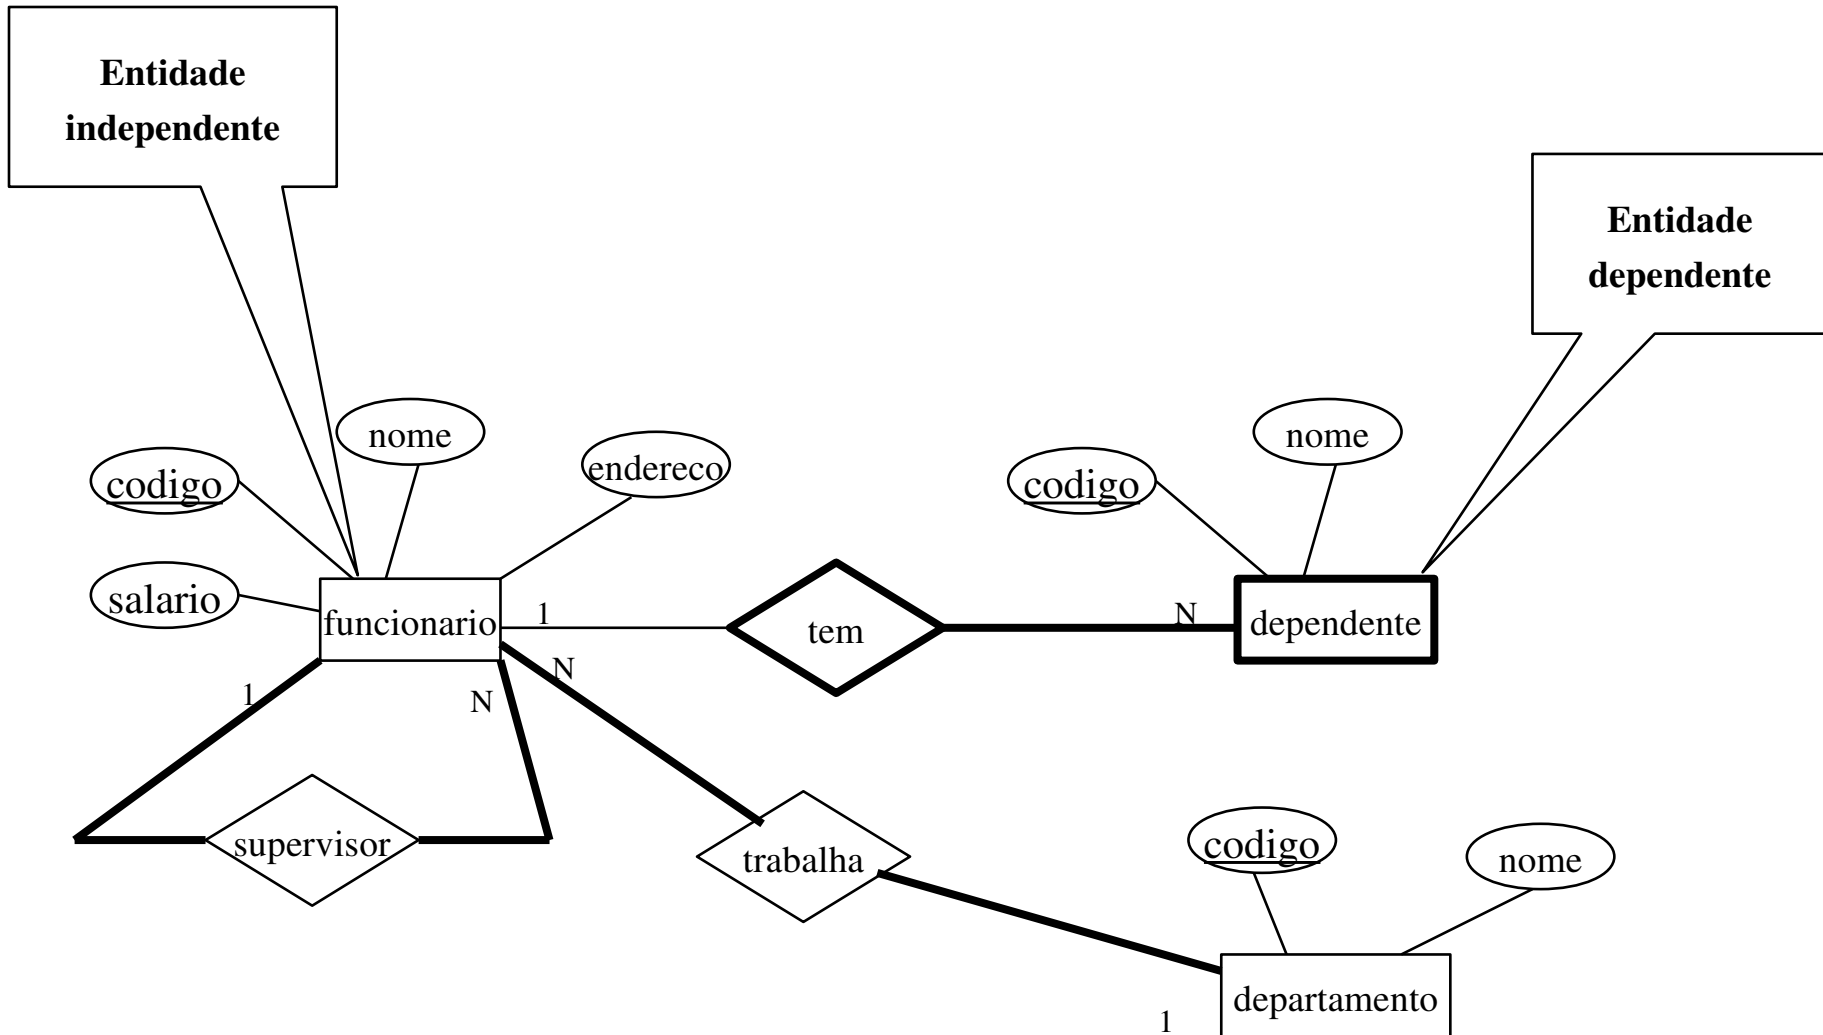 Entidade
independente
Entidade
dependente
nome
endereco
codigo
salario
nome
codigo
funcionario
1
tem
N
dependente
N
1
N
supervisor
trabalha
codigo
nome
departamento
1